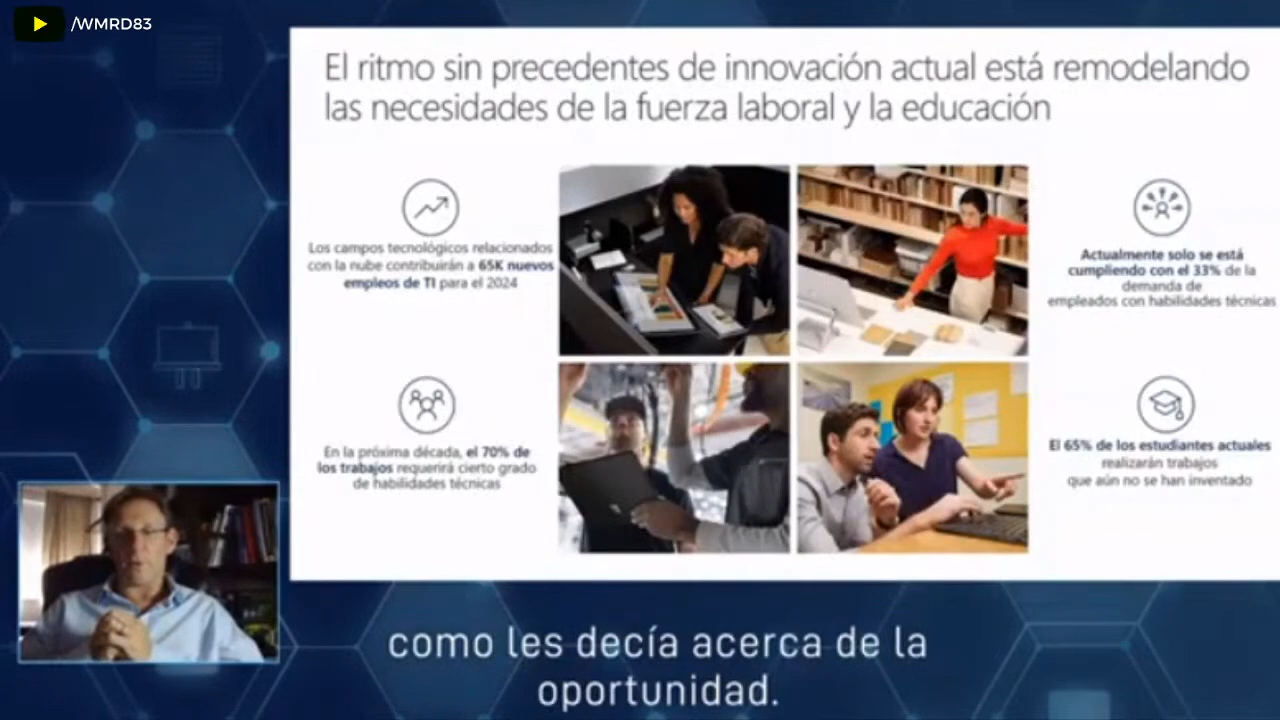 /WMRD83
El ritmo sin precedentes de innovación actual está remodelando
las necesidades de la fuerza laboral y la educación
Los campos tecnológicos relacionados
con la nube contribuirán a 65K nuevos
empleos de TI para el 2024
Actualmente solo se está
cumpliendo con el 33% de la
demanda de
empleados con habilidades técnicas
En la próxima década, el 70% de
los trabajos requerirá cierto grado
de habilidades técnicas
El 65% de los estudiantes actuales
realizarán trabajos
que aún no se han inventado
como les decía acerca de la
oportunidad.